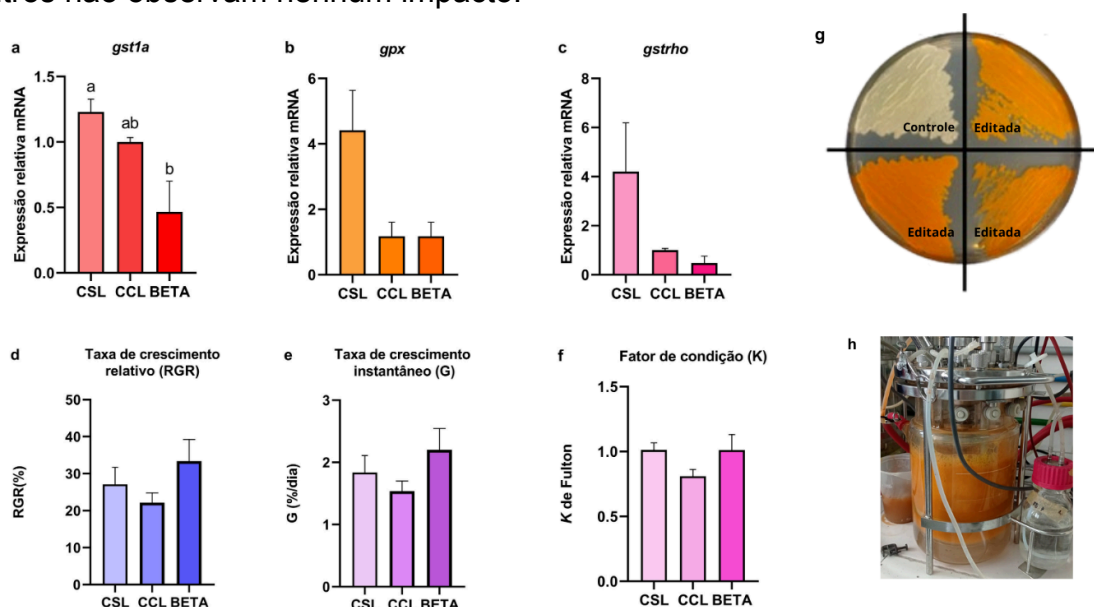 a
gst1a
Expressão relativa mRNA
1.5
1.0
0.5
0.0
a
ab
b
CSL CCL BETA
b
gpx
Expressão relativa mRNA
6
4
2
0
CSL CCL BETA
c
gstrho
Expressão relativa mRNA
8
6
4
2
0
CSL CCL BETA
g
Controle
Editada
Editada
Editada
d
Taxa de crescimento
relativo (RGR)
RGR(%)
50
40
30
20
10
0
CSL CCL BETA
e
Taxa de crescimento
instantâneo (G)
G (%/dia)
3
2
1
0
CSL CCL BETA
f
Fator de condição (K)
K de Fulton
1.5
1.0
0.5
0.0
CSL CCL BETA
h